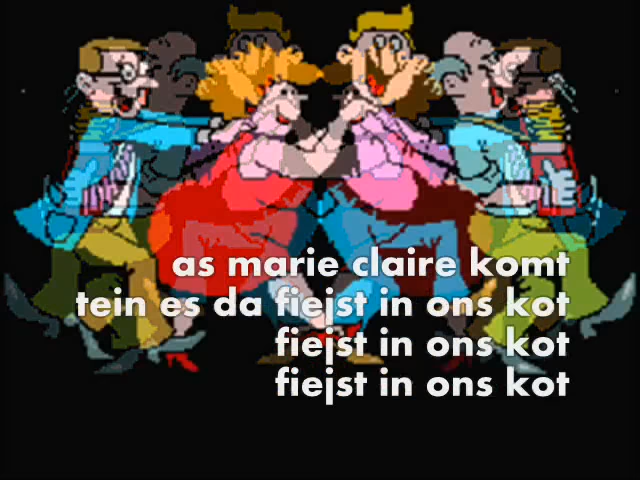 as marie claire komt
tein es da fiejst in ons kot
fiejst in ons kot
fiejst in ons kot